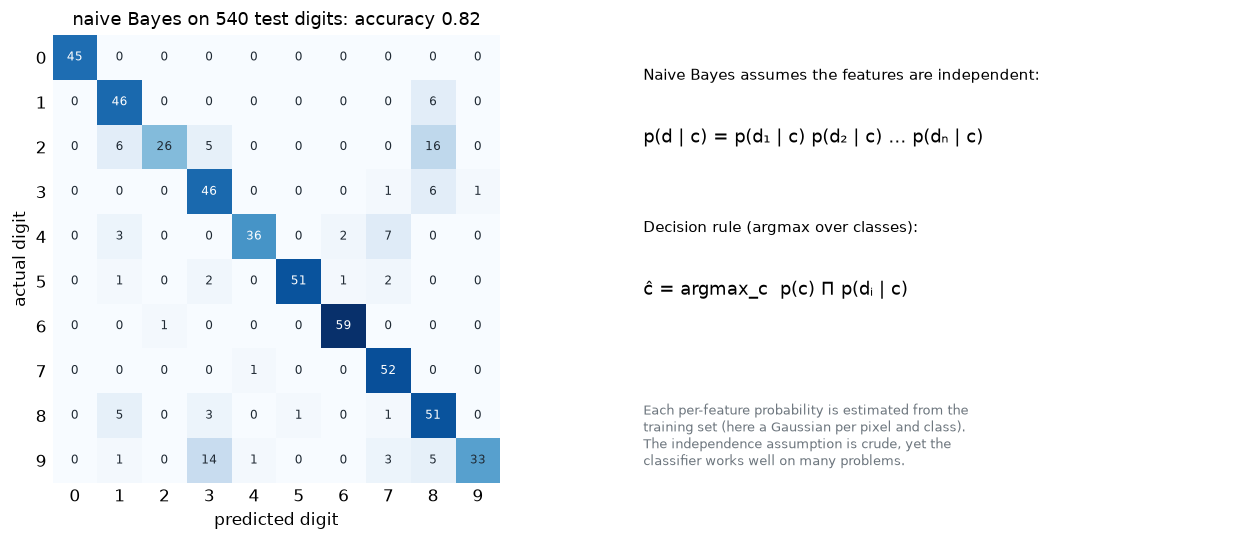 naive Bayes on 540 test digits: accuracy 0.82
actual digit
0 45 0 0 0 0 0 0 0 0 0
1 0 46 0 0 0 0 0 0 6 0
2 0 6 26 5 0 0 0 0 16 0
3 0 0 0 46 0 0 0 1 6 1
4 0 3 0 0 36 0 2 7 0 0
5 0 1 0 2 0 51 1 2 0 0
6 0 0 1 0 0 0 59 0 0 0
7 0 0 0 0 1 0 0 52 0 0
8 0 5 0 3 0 1 0 1 51 0
9 0 1 0 14 1 0 0 3 5 33
0 1 2 3 4 5 6 7 8 9
predicted digit
Naive Bayes assumes the features are independent:
p(d | c) = p(d₁ | c) p(d₂ | c) … p(dₙ | c)
Decision rule (argmax over classes):
ĉ = argmax_c  p(c) Π p(dᵢ | c)
Each per-feature probability is estimated from the
training set (here a Gaussian per pixel and class).
The independence assumption is crude, yet the
classifier works well on many problems.